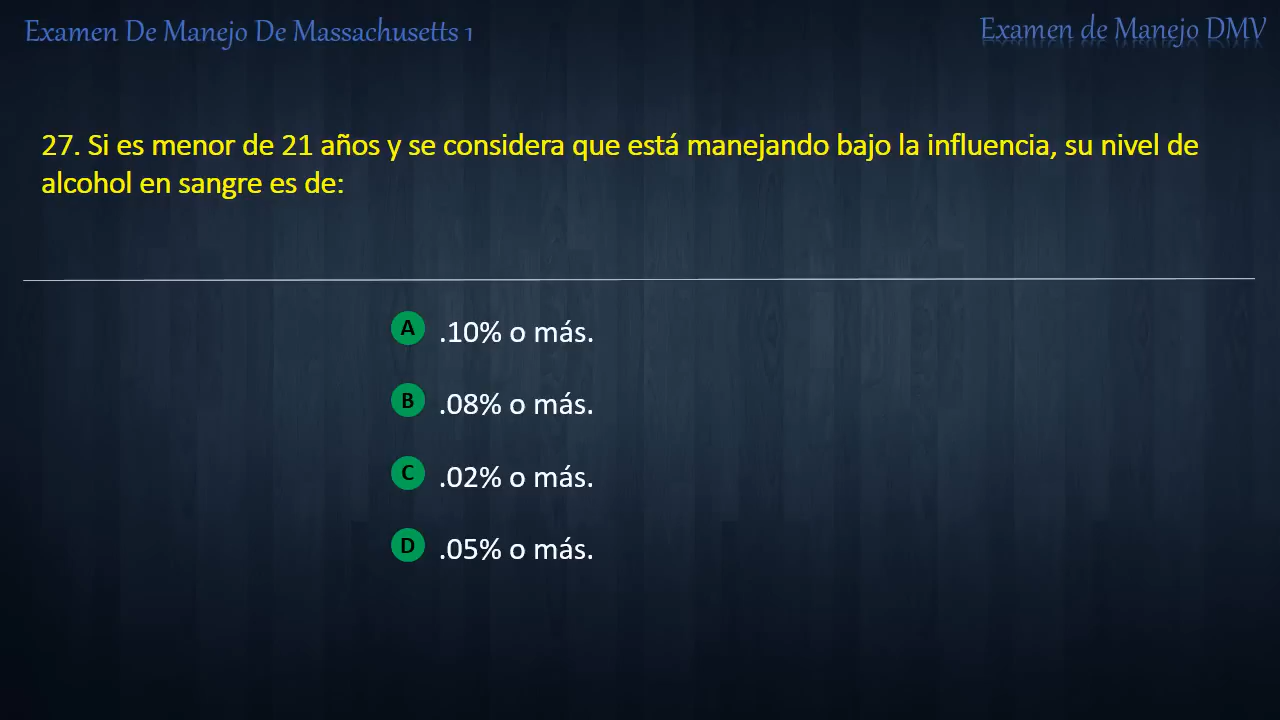 Examen De Manejo De Massachusetts 1
Examen de Manejo DMV
27. Si es menor de 21 años y se considera que está manejando bajo la influencia, su nivel de
alcohol en sangre es de:
A .10% o más.
B .08% o más.
C .02% o más.
D .05% o más.